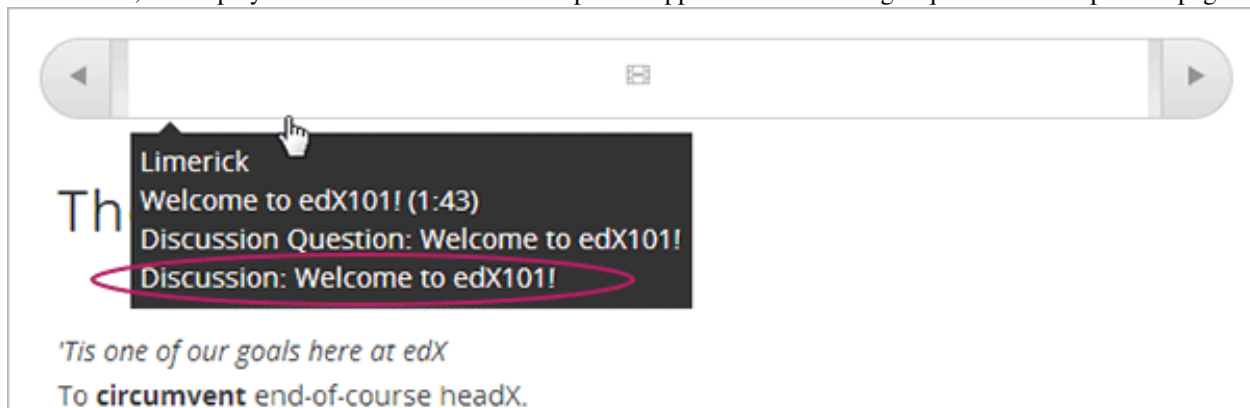 Limerick
Welcome to edX101! (1:43)
Th
Discussion Question: Welcome to edX101!
Discussion: Welcome to edX101!
'Tis one of our goals here at edX
To circumvent end-of-course headX.